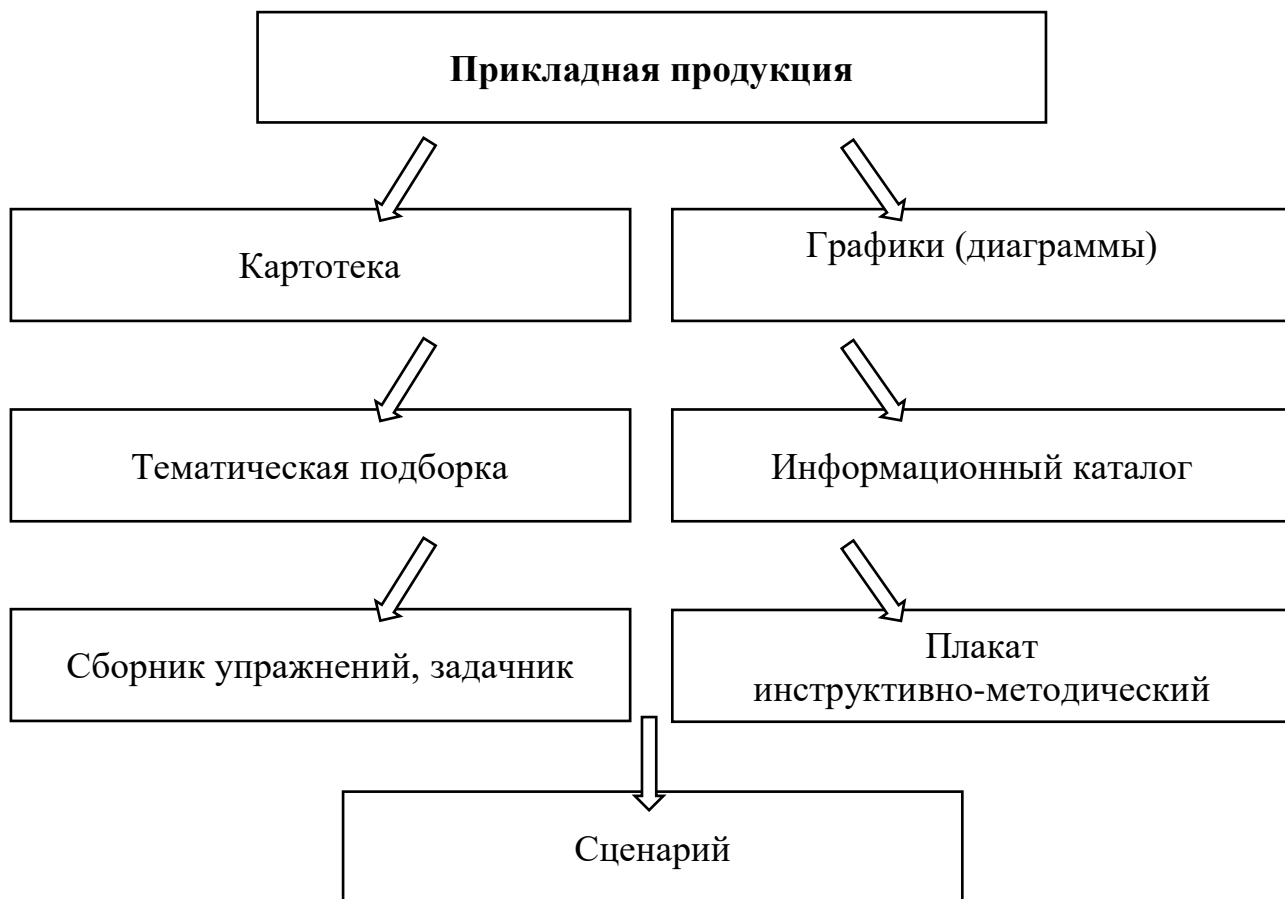 Прикладная продукция
Картотека
Графики (диаграммы)
Тематическая подборка
Информационный каталог
Сборник упражнений, задачник
Плакат
инструктивно-методический
Сценарий